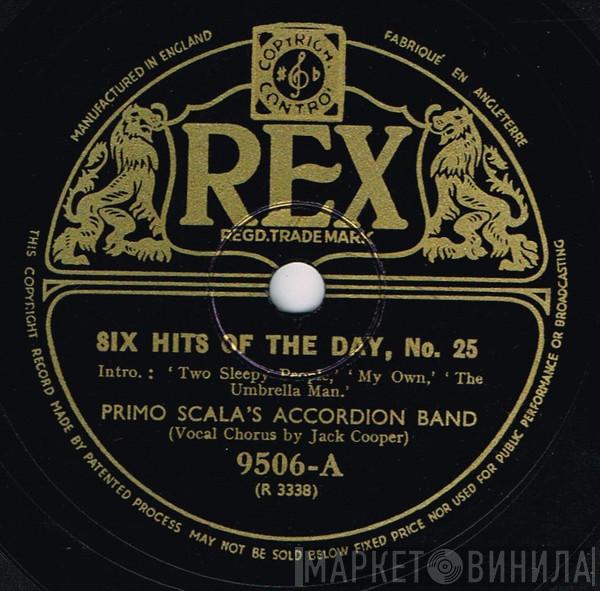 MANUFACTURED IN ENGLAND
FABRIQUÉ EN ANGLETERRE
COPYRIGHT
CONTROL
REX
REGD. TRADE MARK
SIX HITS OF THE DAY, No. 25
Intro.: 'Two Sleepy People,' 'My Own,' 'The
Umbrella Man.'
PRIMO SCALA'S ACCORDION BAND
(Vocal Chorus by Jack Cooper)
9506-A
(R 3338)
THIS COPYRIGHT RECORD MADE BY PATENTED PROCESS MAY NOT BE SOLD BELOW FIXED PRICE NOR USED FOR PUBLIC PERFORMANCE OR BROADCASTING
МАРКЕТ ВИНИЛА